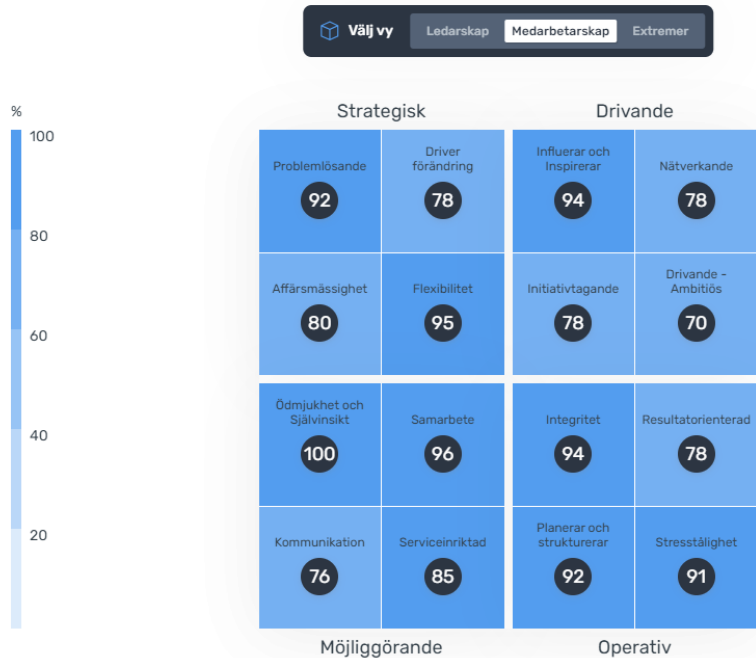 Välj vy
Ledarskap
Medarbetarskap
Extremer
%
100
80
60
40
20
Strategisk
Drivande
Problemlösande
92
Driver
förändring
78
Influerar och
Inspirerar
94
Nätverkande
78
Affärsmässighet
80
Flexibilitet
95
Initiativtagande
78
Drivande -
Ambitiös
70
Ödmjukhet och
Självinsikt
100
Samarbete
96
Integritet
94
Resultatorienterad
78
Kommunikation
76
Serviceinriktad
85
Planerar och
strukturerar
92
Stresstålighet
91
Möjliggörande
Operativ